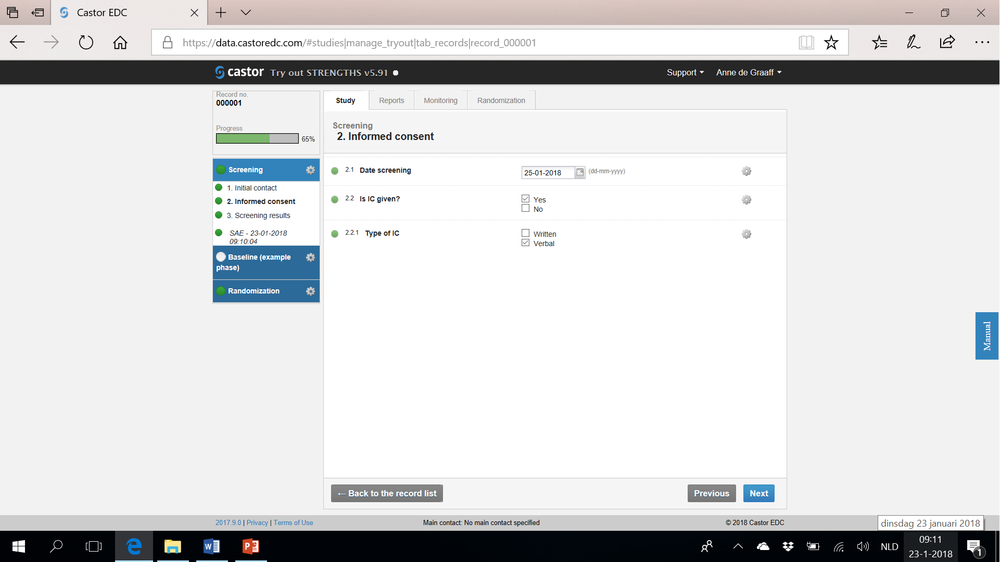 Castor EDC
https://data.castoredc.com/#studies|manage_tryout|tab_records|record_000001
castor Try out STRENGTHS v5.91
Support
Anne de Graaff
Record no.
000001
Progress
65%
Screening
1. Initial contact
2. Informed consent
3. Screening results
SAE - 23-01-2018
09:10:04
Baseline (example
phase)
Randomization
Study
Reports
Monitoring
Randomization
Screening
2. Informed consent
2.1 Date screening
25-01-2018
(dd-mm-yyyy)
2.2 Is IC given?
Yes
No
2.2.1 Type of IC
Written
Verbal
Manual
← Back to the record list
Previous
Next
2017.9.0 | Privacy | Terms of Use
Main contact: No main contact specified
© 2018 Castor EDC
dinsdag 23 januari 2018
NLD
09:11
23-1-2018
1